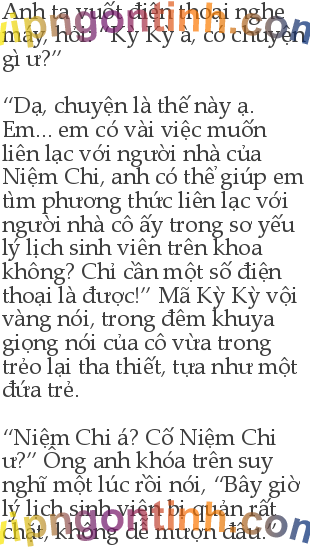 Anh ta vuốt điện thoại nghe
máy, hỏi: “Kỳ Kỳ à, có chuyện
gì ư?”
“Dạ, chuyện là thế này ạ.
Em... em có vài việc muốn
liên lạc với người nhà của
Niệm Chi, anh có thể giúp em
tìm phương thức liên lạc với
người nhà cô ấy trong sơ yếu
lý lịch sinh viên trên khoa
không? Chỉ cần một số điện
thoại là được!” Mã Kỳ Kỳ vội
vàng nói, trong đêm khuya
giọng nói của cô vừa trong
trẻo lại tha thiết, tựa như một
đứa trẻ.
“Niệm Chi á? Cố Niệm Chi
ư?” Ông anh khóa trên suy
nghĩ một lúc rồi nói, “Bây giờ
lý lịch sinh viên bị quản rất
chặt, không dễ mượn đâu.”
vipngontinh.com
vipngontinh.com